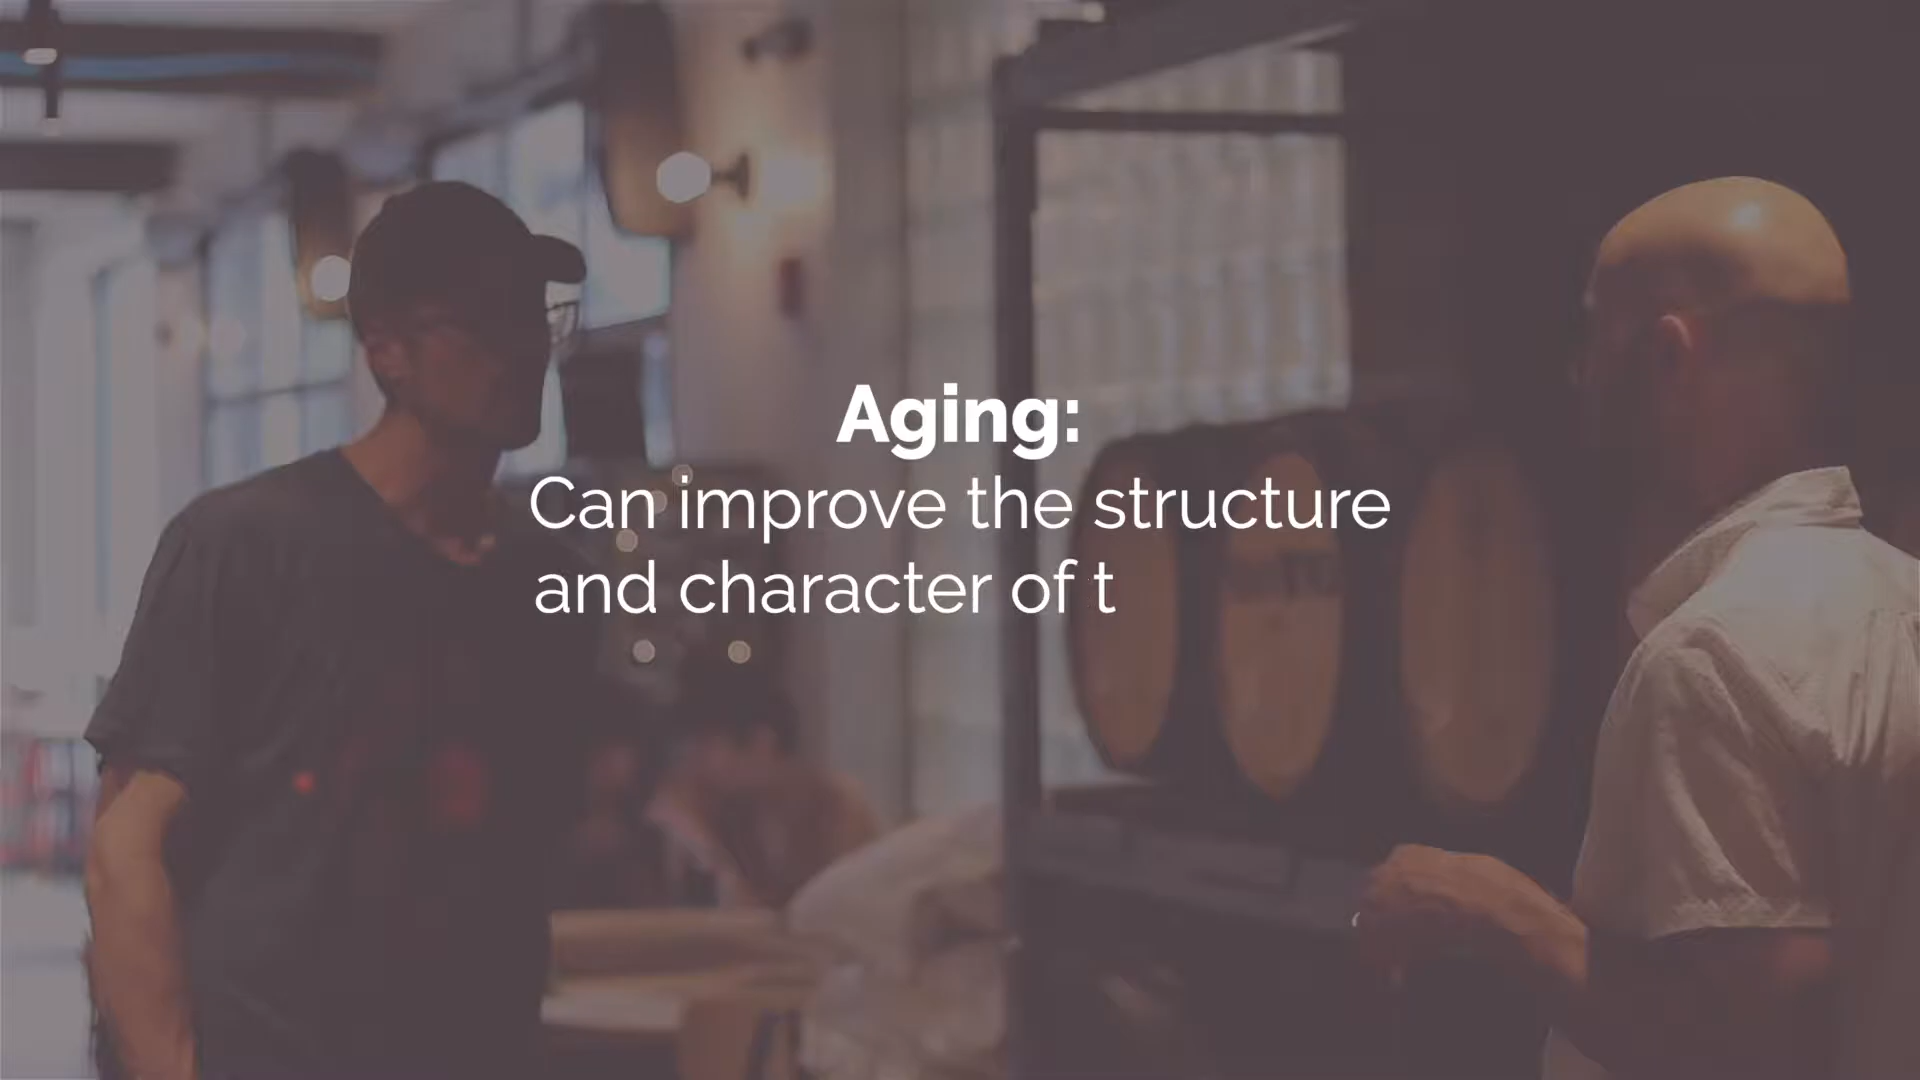 Aging:
Can improve the structure
and character of t